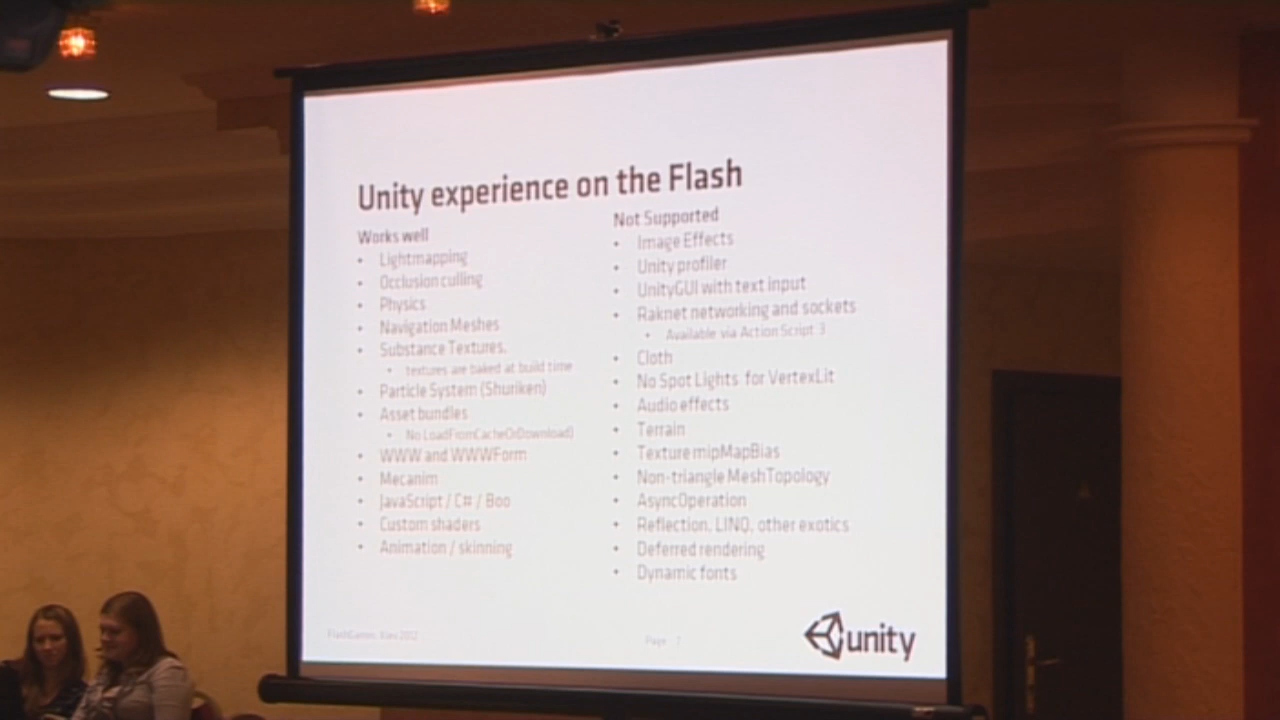 Unity experience on the Flash
Works well
• Lightmapping
• Occlusion culling
• Physics
• Navigation Meshes
• Substance Textures.
• textures are baked at build time
• Particle System (Shuriken)
• Asset bundles
• No LoadFromCacheOrDownload)
• WWW and WWWForm
• Mecanim
• JavaScript / C# / Boo
• Custom shaders
• Animation / skinning
Not Supported
• Image Effects
• Unity profiler
• UnityGUI with text input
• Raknet networking and sockets
• Available via Action Script 3
• Cloth
• No Spot Lights for VertexLit
• Audio effects
• Terrain
• Texture mipMapBias
• Non-triangle MeshTopology
• AsyncOperation
• Reflection, LINQ, other exotics
• Deferred rendering
• Dynamic fonts
2012
Page 7
unity